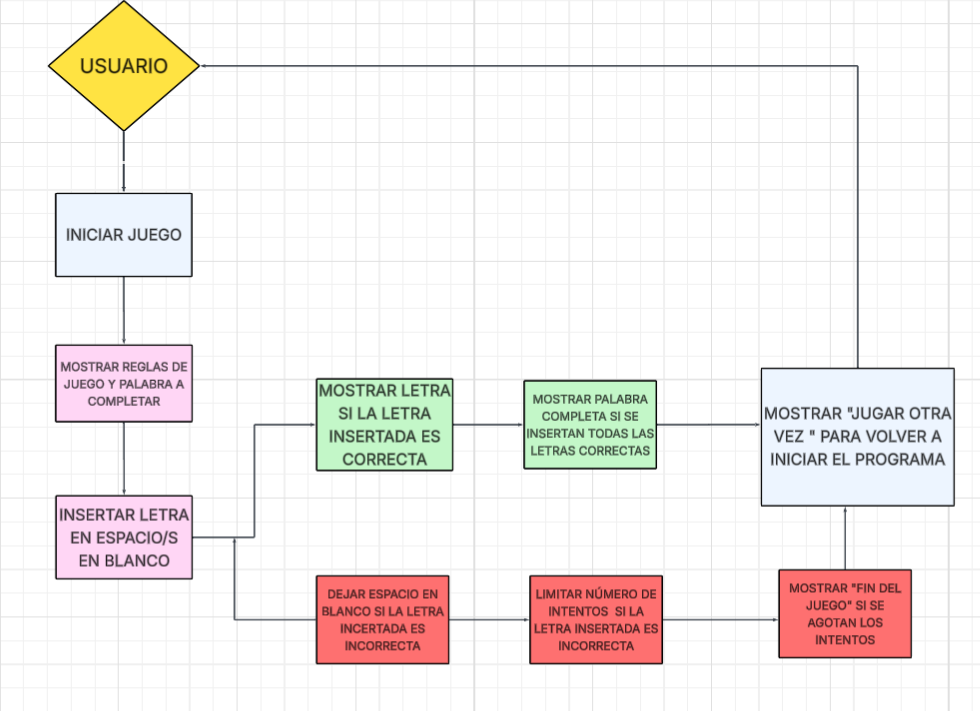 USUARIO
INICIAR JUEGO
MOSTRAR REGLAS DE
JUEGO Y PALABRA A
COMPLETAR
INSERTAR LETRA
EN ESPACIO/S
EN BLANCO
MOSTRAR LETRA
SI LA LETRA
INSERTADA ES
CORRECTA
MOSTRAR PALABRA
COMPLETA SI SE
INSERTAN TODAS LAS
LETRAS CORRECTAS
MOSTRAR "JUGAR OTRA
VEZ " PARA VOLVER A
INICIAR EL PROGRAMA
DEJAR ESPACIO EN
BLANCO SI LA LETRA
INCERTADA ES
INCORRECTA
LIMITAR NÚMERO DE
INTENTOS  SI LA
LETRA INSERTADA ES
INCORRECTA
MOSTRAR "FIN DEL
JUEGO" SI SE
AGOTAN LOS
INTENTOS